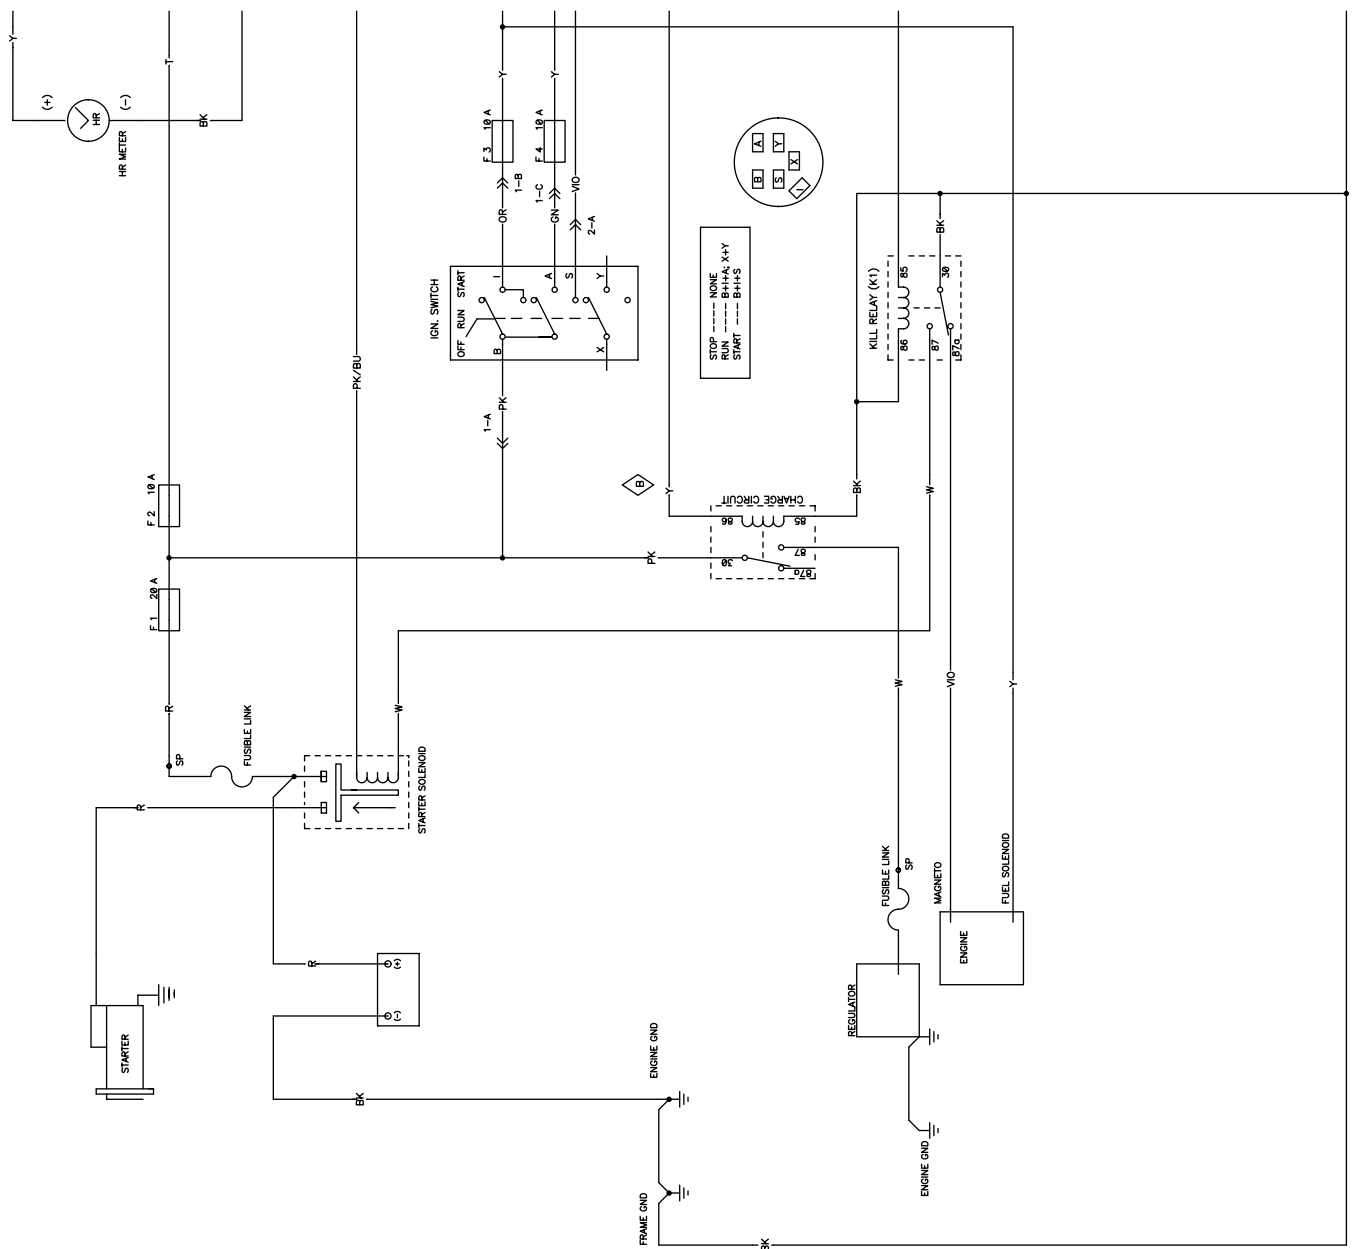 Y
(+)
HR
(-)
HR METER
BK
T
F 2 10 A
F 1 20 A
R
SP
FUSIBLE LINK
PK/BU
W
STARTER SOLENOID
R
R
(+)
(-)
STARTER
BK
Y
Y
F 3 10 A
F 4 10 A
1-B
1-C
VIO
OR
GN
2-A
IGN. SWITCH
OFF RUN START
I
A
S
Y
B
X
PK
1-A
A
Y
X
B
S
I
STOP ---- NONE
RUN ---- B+I+A; X+Y
START --- B+I+S
KILL RELAY (K1)
85
30
86
87
87a
BK
B
Y
CHARGE CIRCUIT
86
85
30
87
87a
BK
W
PK
W
VIO
Y
FUSIBLE LINK
SP
MAGNETO
FUEL SOLENOID
ENGINE
REGULATOR
ENGINE GND
ENGINE GND
FRAME GND
BK